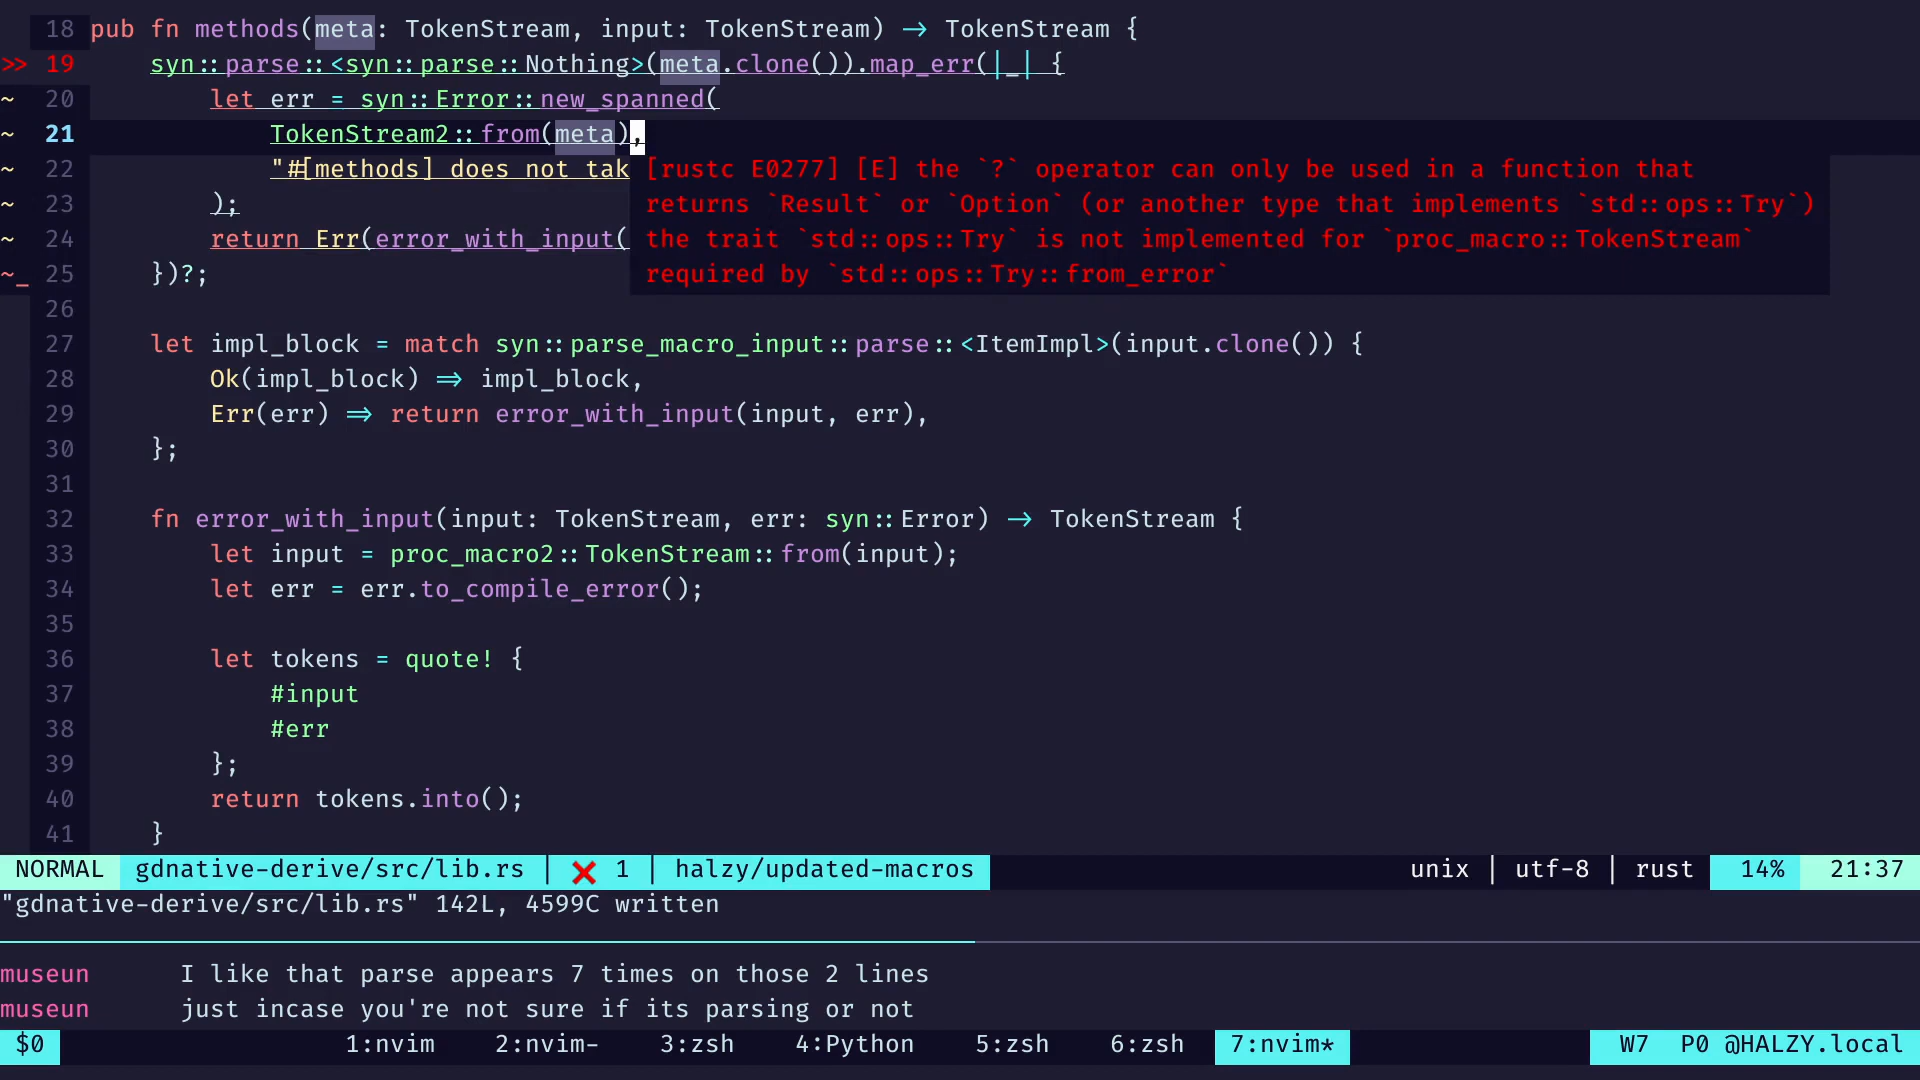 18 pub fn methods(meta: TokenStream, input: TokenStream) -> TokenStream {
>> 19     syn::parse::<syn::parse::Nothing>(meta.clone()).map_err(|_| {
~ 20         let err = syn::Error::new_spanned(
~ 21             TokenStream2::from(meta),
~ 22             "#[methods] does not tak [rustc E0277] [E] the `?` operator can only be used in a function that
~ 23         ); returns `Result` or `Option` (or another type that implements `std::ops::Try`)
~ 24         return Err(error_with_input( the trait `std::ops::Try` is not implemented for `proc_macro::TokenStream`
~_ 25     })?; required by `std::ops::Try::from_error`
26
27     let impl_block = match syn::parse_macro_input::parse::<ItemImpl>(input.clone()) {
28         Ok(impl_block) => impl_block,
29         Err(err) => return error_with_input(input, err),
30     };
31
32     fn error_with_input(input: TokenStream, err: syn::Error) -> TokenStream {
33         let input = proc_macro2::TokenStream::from(input);
34         let err = err.to_compile_error();
35
36         let tokens = quote! {
37             #input
38             #err
39         };
40         return tokens.into();
41     }
NORMAL gdnative-derive/src/lib.rs | ❌ 1 | halzy/updated-macros unix | utf-8 | rust 14% 21:37
"gdnative-derive/src/lib.rs" 142L, 4599C written
museun I like that parse appears 7 times on those 2 lines
museun just incase you're not sure if its parsing or not
$0 1:nvim 2:nvim- 3:zsh 4:Python 5:zsh 6:zsh 7:nvim* W7 P0 @HALZY.local